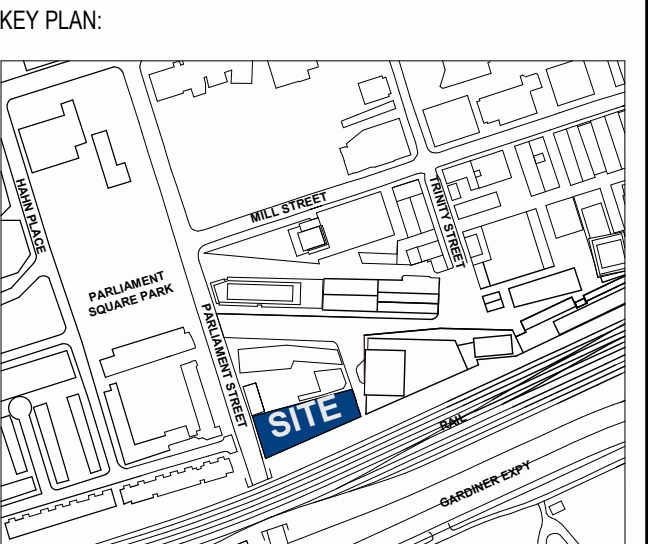 KEY PLAN:
HAHN PLACE
MILL STREET
TRINITY STREET
PARLIAMENT
SQUARE PARK
PARLIAMENT STREET
SITE
RAIL
GARDINER EXPY